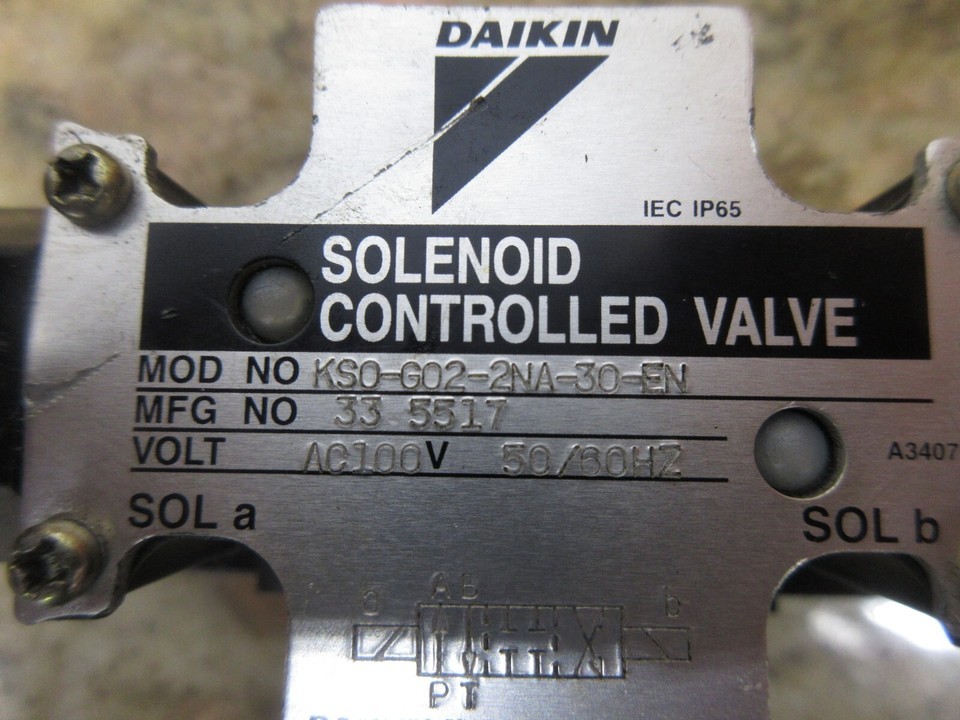 DAIKIN
IEC IP65
SOLENOID
CONTROLLED VALVE
MOD NO KSO-G02-2NA-30-EN
MFG NO 33 5517
VOLT AC100V 50/60HZ
A3407
SOL a
SOL b
A B
a b
P T